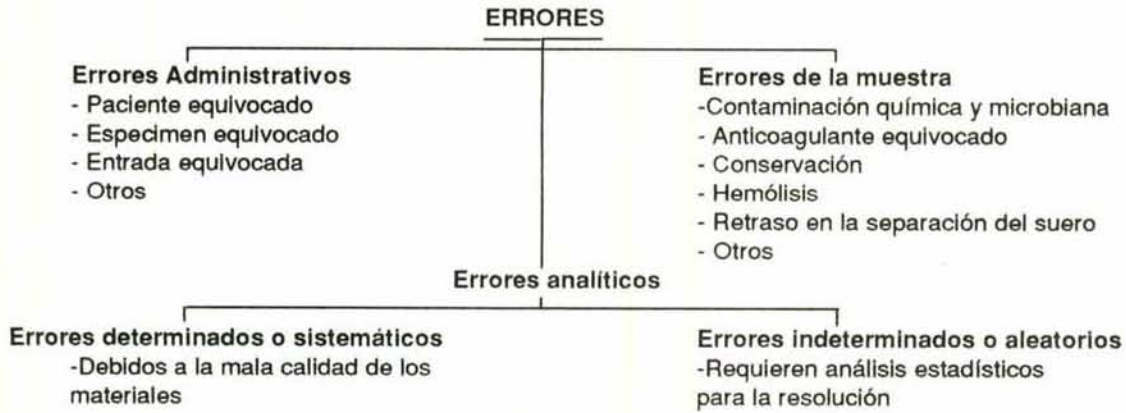 ERRORES
Errores Administrativos
- Paciente equivocado
- Especimen equivocado
- Entrada equivocada
- Otros
Errores de la muestra
-Contaminación química y microbiana
- Anticoagulante equivocado
- Conservación
- Hemólisis
- Retraso en la separación del suero
- Otros
Errores analíticos
Errores determinados o sistemáticos
-Debidos a la mala calidad de los
materiales
Errores indeterminados o aleatorios
-Requieren análisis estadísticos
para la resolución